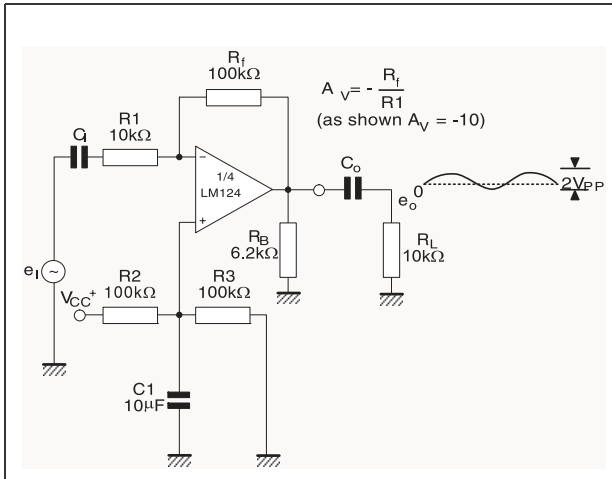 Rf
100kΩ
A V = - Rf
R1
(as shown AV = -10)
R1
10kΩ
CI
1/4
LM124
-
+
Co
eo
0
2VPP
RB
6.2kΩ
RL
10kΩ
eI
~
VCC+
R2
100kΩ
R3
100kΩ
C1
10µF